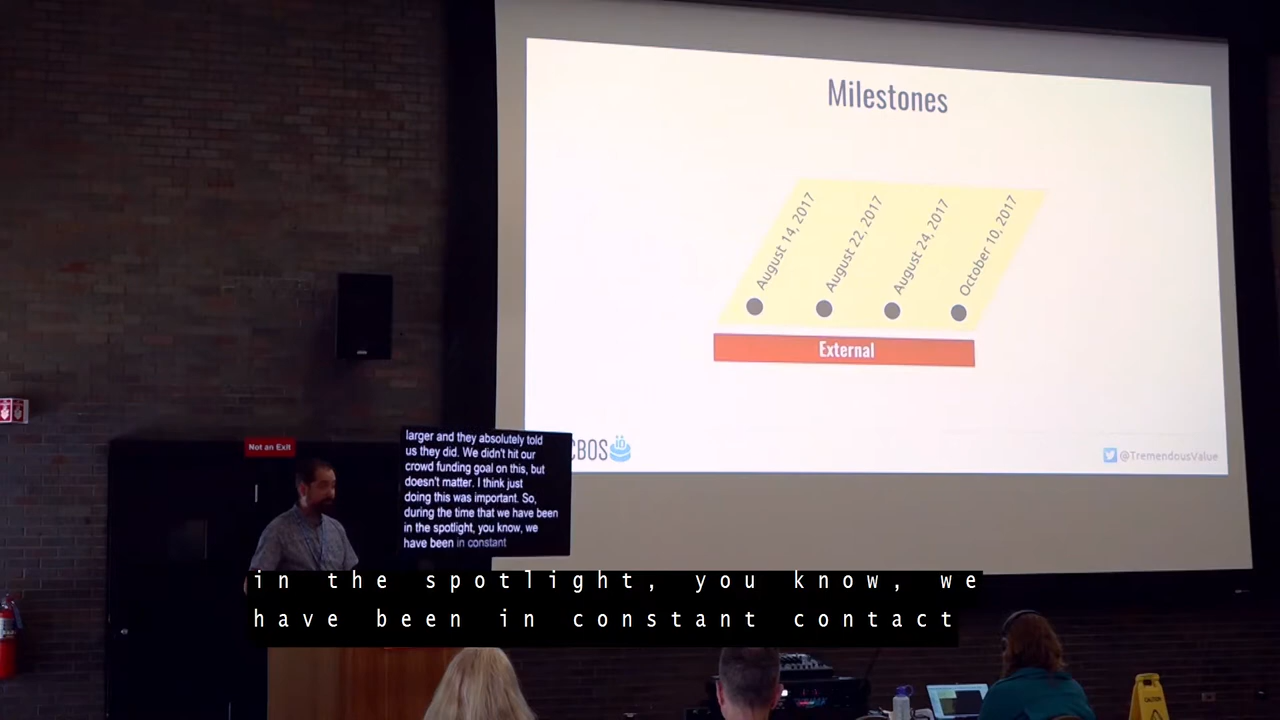 Milestones
August 14, 2017
August 22, 2017
August 24, 2017
October 10, 2017
External
CBOS
@TremendousValue
Not an Exit
larger and they absolutely told
us they did. We didn't hit our
crowd funding goal on this, but
doesn't matter. I think just
doing this was important. So,
during the time that we have been
in the spotlight, you know, we
have been in constant
in the spotlight, you know, we
have been in constant contact
CAUTION